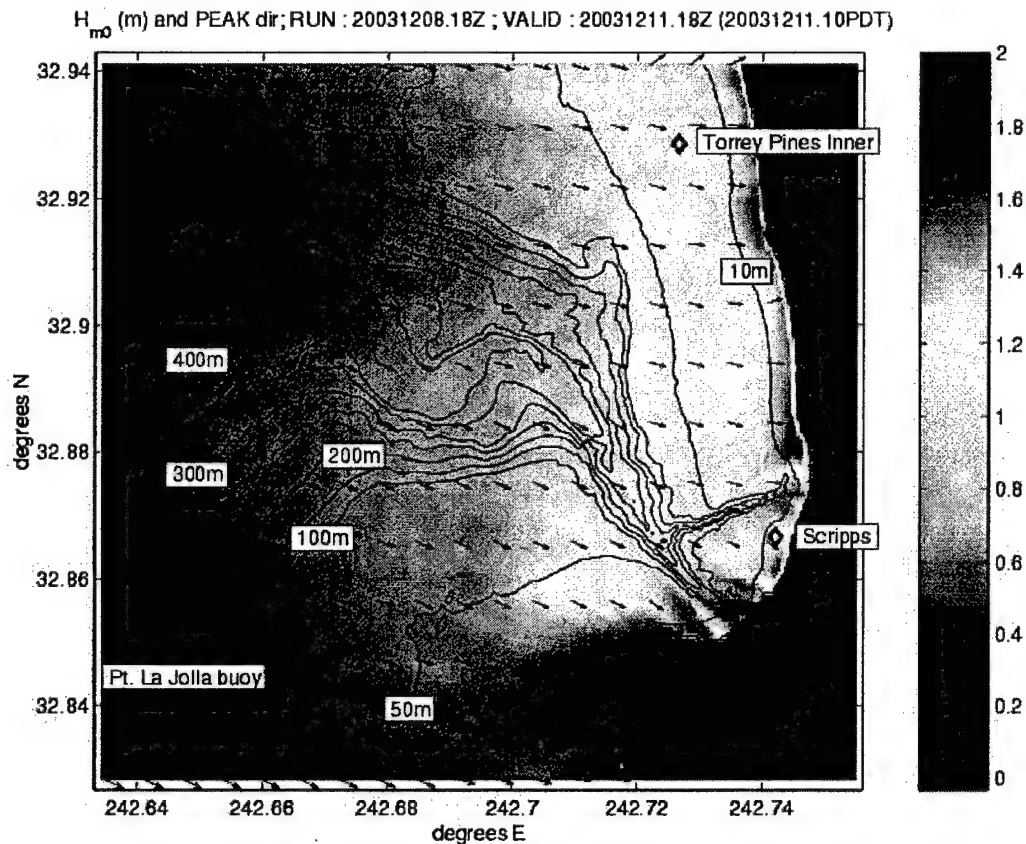 H_m0 (m) and PEAK dir; RUN : 20031208.18Z ; VALID : 20031211.18Z (20031211.10PDT)
32.94
32.92
32.9
32.88
32.86
32.84
degrees N
Torrey Pines Inner
10m
400m
200m
300m
100m
Scripps
Pt. La Jolla buoy
50m
242.64
242.66
242.68
242.7
242.72
242.74
degrees E
2
1.8
1.6
1.4
1.2
1
0.8
0.6
0.4
0.2
0